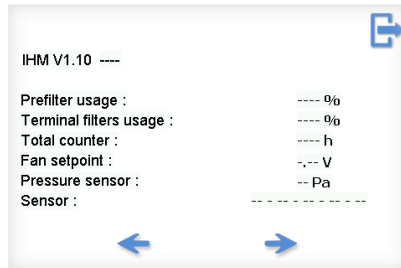 IHM V1.10 ----
Prefilter usage : ---- %
Terminal filters usage : ---- %
Total counter : ---- h
Fan setpoint : -.-- V
Pressure sensor : -- Pa
Sensor : -- - -- - -- - -- - --